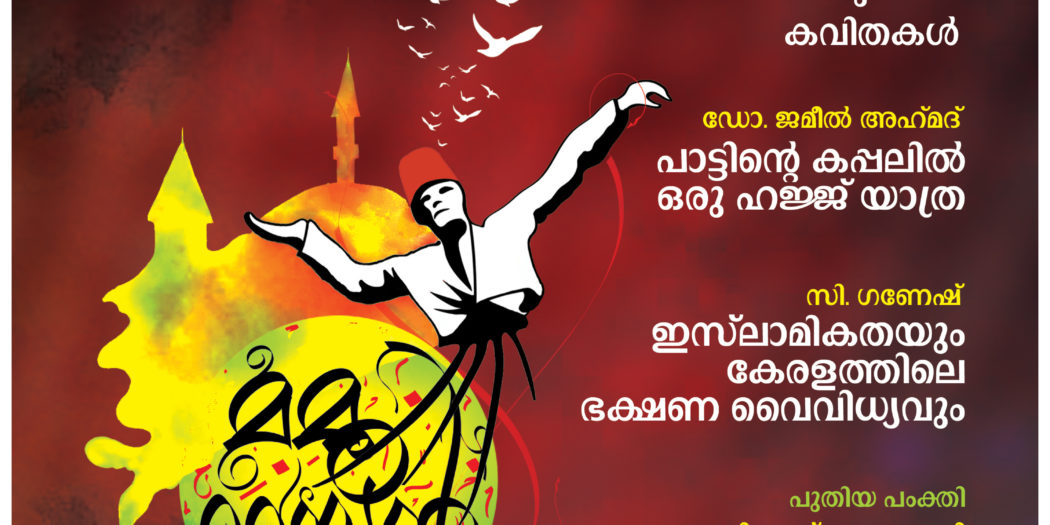 കവിതകൾ
ഡോ. ജമീൽ അഹ്‌മദ്
പാട്ടിന്റെ കപ്പലിൽ
ഒരു ഹജ്ജ് യാത്ര
സി. ഗണേഷ്
ഇസ്‌ലാമികതയും
കേരളത്തിലെ
ഭക്ഷണ വൈവിധ്യവും
പുതിയ പംക്തി